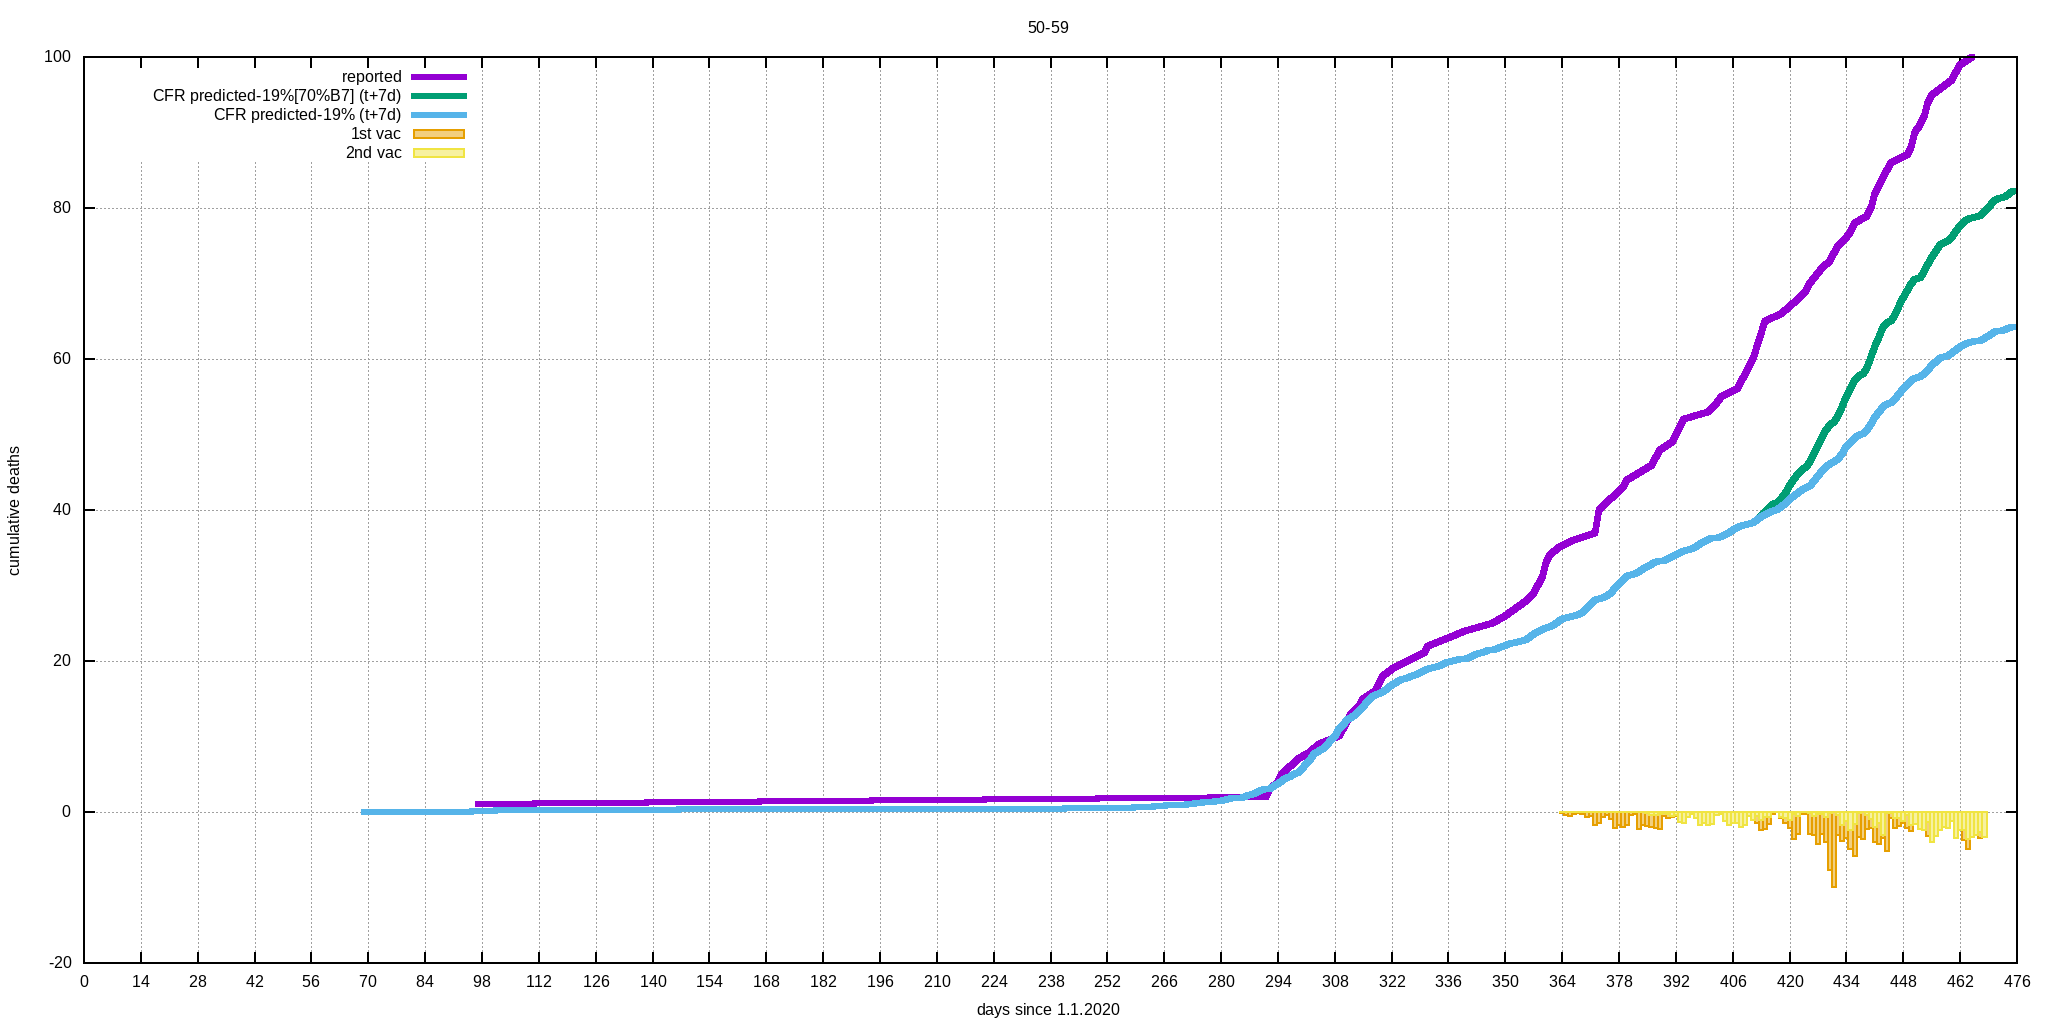 50-59
100
80
60
40
20
0
-20
cumulative deaths
reported
CFR predicted-19%[70%B7] (t+7d)
CFR predicted-19% (t+7d)
1st vac
2nd vac
0 14 28 42 56 70 84 98 112 126 140 154 168 182 196 210 224 238 252 266 280 294 308 322 336 350 364 378 392 406 420 434 448 462 476
days since 1.1.2020